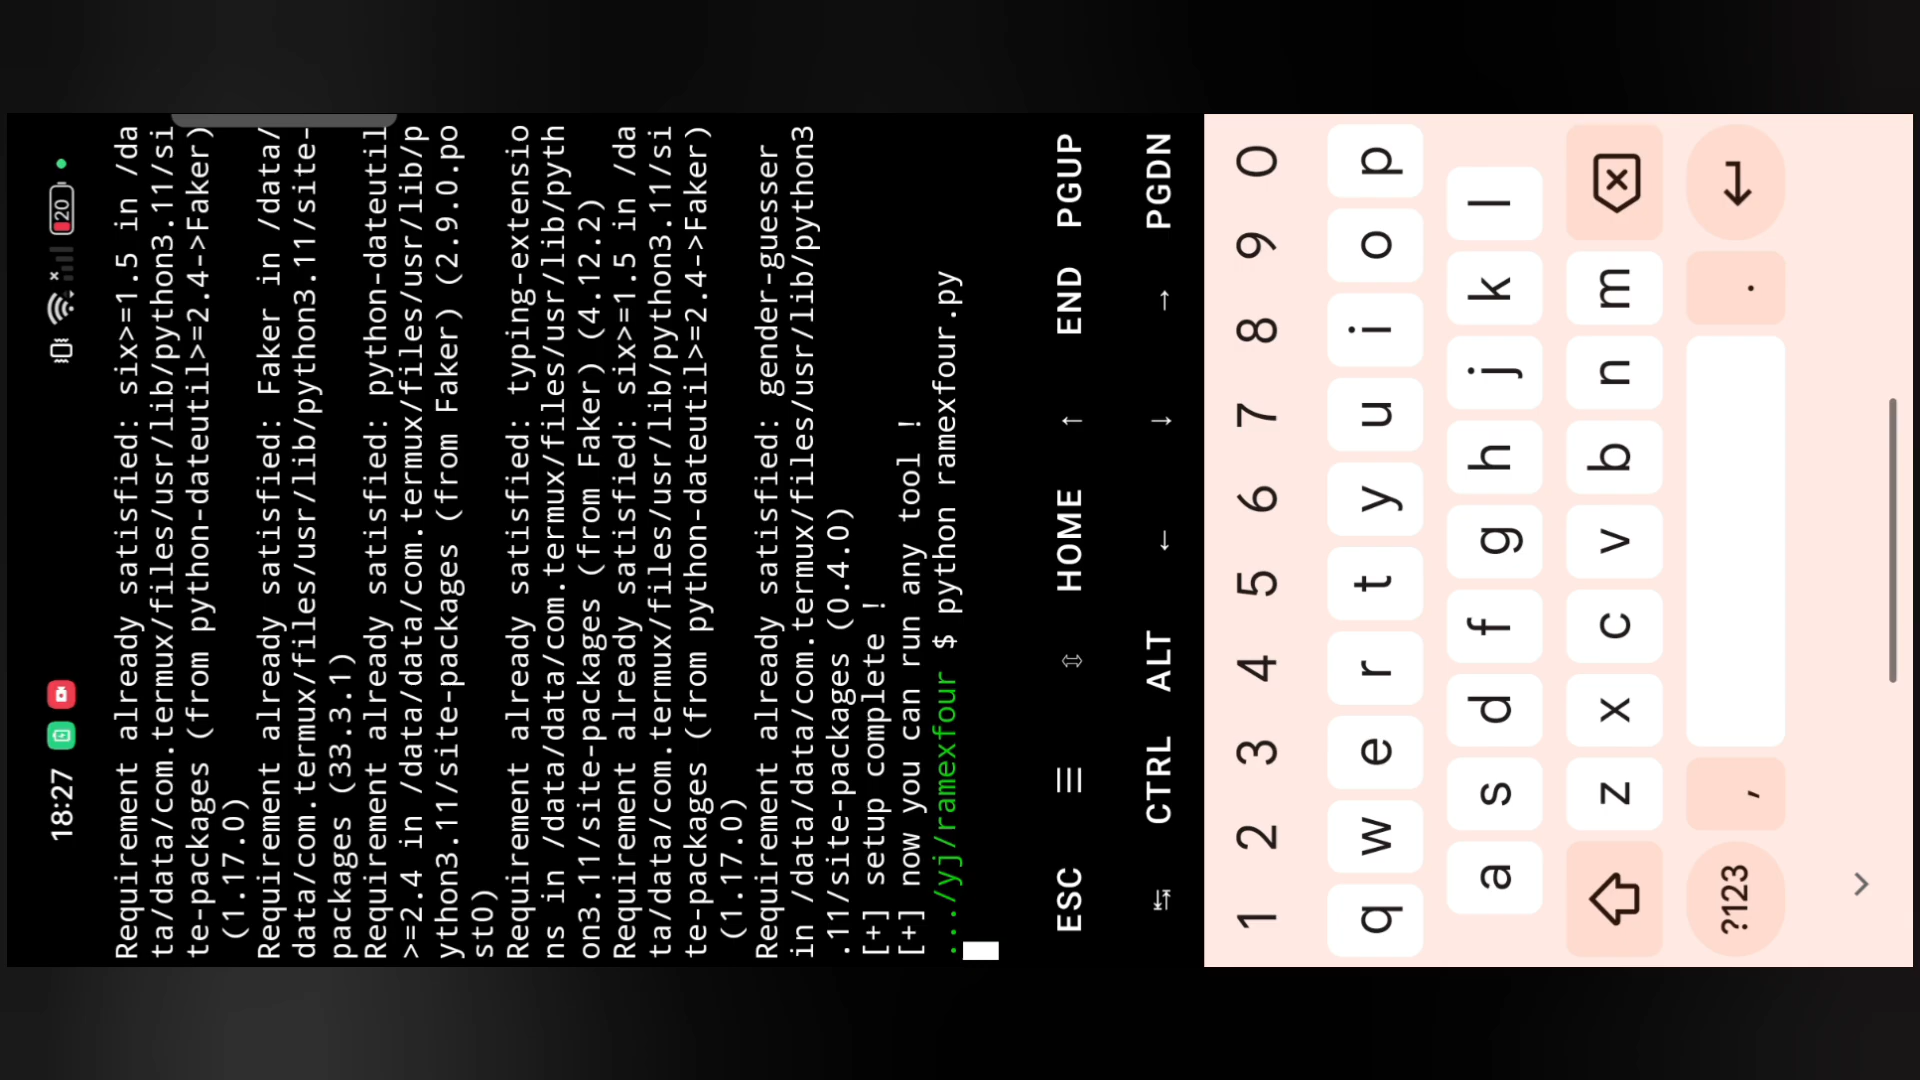 18:27
20
Requirement already satisfied: six>=1.5 in /da
ta/data/com.termux/files/usr/lib/python3.11/si
te-packages (from python-dateutil>=2.4->Faker)
(1.17.0)
Requirement already satisfied: Faker in /data/
data/com.termux/files/usr/lib/python3.11/site-
packages (33.3.1)
Requirement already satisfied: python-dateutil
>=2.4 in /data/data/com.termux/files/usr/lib/p
ython3.11/site-packages (from Faker) (2.9.0.po
st0)
Requirement already satisfied: typing-extensio
ns in /data/data/com.termux/files/usr/lib/pyth
on3.11/site-packages (from Faker) (4.12.2)
Requirement already satisfied: six>=1.5 in /da
ta/data/com.termux/files/usr/lib/python3.11/si
te-packages (from python-dateutil>=2.4->Faker)
(1.17.0)
Requirement already satisfied: gender-guesser
in /data/data/com.termux/files/usr/lib/python3
.11/site-packages (0.4.0)
[+] setup complete !
[+] now you can run any tool !
.../yj/ramexfour $ python ramexfour.py
ESC ☰ ⇳ HOME ↑ END PGUP
↹ CTRL ALT ← ↓ → PGDN
1 2 3 4 5 6 7 8 9 0
q w e r t y u i o p
a s d f g h j k l
z x c v b n m
?123 , .